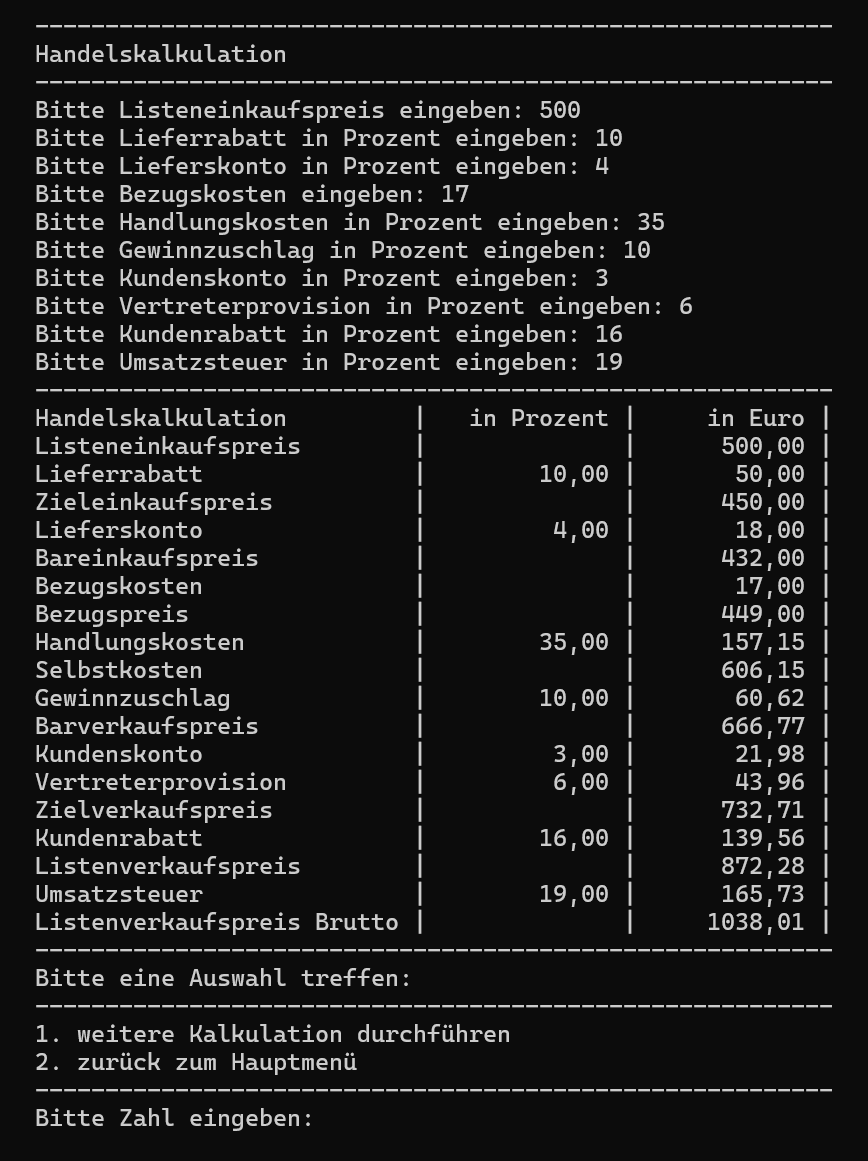 ---------------------------------------------------------
Handelskalkulation
---------------------------------------------------------
Bitte Listeneinkaufspreis eingeben: 500
Bitte Lieferrabatt in Prozent eingeben: 10
Bitte Lieferskonto in Prozent eingeben: 4
Bitte Bezugskosten eingeben: 17
Bitte Handlungskosten in Prozent eingeben: 35
Bitte Gewinnzuschlag in Prozent eingeben: 10
Bitte Kundenskonto in Prozent eingeben: 3
Bitte Vertreterprovision in Prozent eingeben: 6
Bitte Kundenrabatt in Prozent eingeben: 16
Bitte Umsatzsteuer in Prozent eingeben: 19
---------------------------------------------------------
Handelskalkulation         |   in Prozent |     in Euro |
Listeneinkaufspreis        |              |      500,00 |
Lieferrabatt               |        10,00 |       50,00 |
Zieleinkaufspreis          |              |      450,00 |
Lieferskonto               |         4,00 |       18,00 |
Bareinkaufspreis           |              |      432,00 |
Bezugskosten               |              |       17,00 |
Bezugspreis                |              |      449,00 |
Handlungskosten            |        35,00 |      157,15 |
Selbstkosten               |              |      606,15 |
Gewinnzuschlag             |        10,00 |       60,62 |
Barverkaufspreis           |              |      666,77 |
Kundenskonto               |         3,00 |       21,98 |
Vertreterprovision         |         6,00 |       43,96 |
Zielverkaufspreis          |              |      732,71 |
Kundenrabatt               |        16,00 |      139,56 |
Listenverkaufspreis        |              |      872,28 |
Umsatzsteuer               |        19,00 |      165,73 |
Listenverkaufspreis Brutto |              |     1038,01 |
---------------------------------------------------------
Bitte eine Auswahl treffen:
---------------------------------------------------------
1. weitere Kalkulation durchführen
2. zurück zum Hauptmenü
---------------------------------------------------------
Bitte Zahl eingeben: